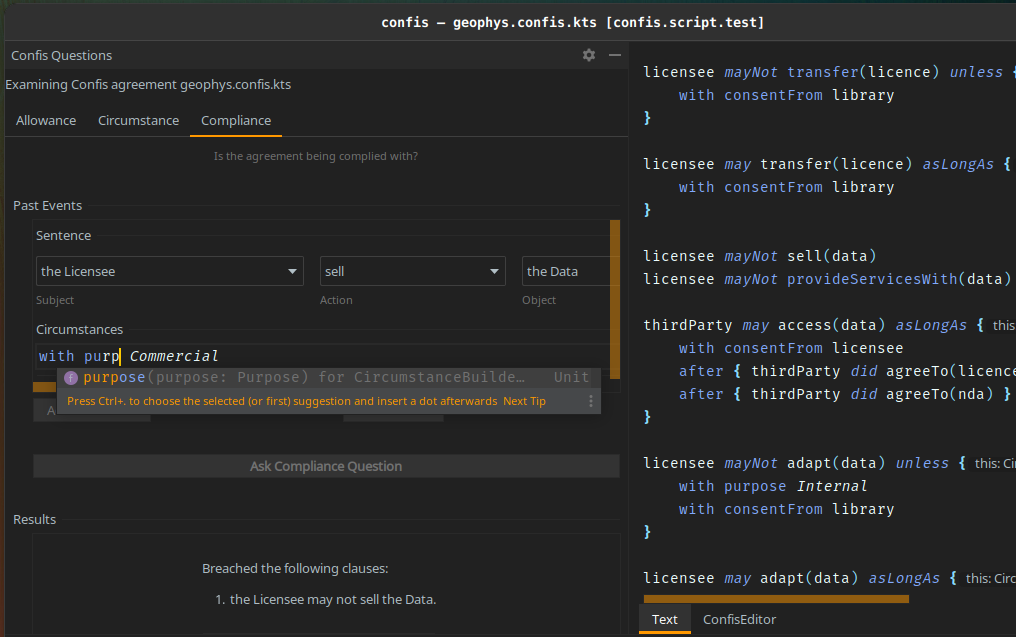 confis – geophys.confis.kts [confis.script.test]
Confis Questions
Examining Confis agreement geophys.confis.kts
Allowance Circumstance Compliance
Is the agreement being complied with?
Past Events
Sentence
the Licensee sell the Data
Subject Action Object
Circumstances
with purp Commercial
f purpose(purpose: Purpose) for CircumstanceBuilde… Unit
Press Ctrl+. to choose the selected (or first) suggestion and insert a dot afterwards Next Tip
A
Ask Compliance Question
Results
Breached the following clauses:
1. the Licensee may not sell the Data.
licensee mayNot transfer(licence) unless {
with consentFrom library
}
licensee may transfer(licence) asLongAs {
with consentFrom library
}
licensee mayNot sell(data)
licensee mayNot provideServicesWith(data)
thirdParty may access(data) asLongAs { this
with consentFrom licensee
after { thirdParty did agreeTo(licence
after { thirdParty did agreeTo(nda) }
}
licensee mayNot adapt(data) unless { this: Ci
with purpose Internal
with consentFrom library
}
licensee may adapt(data) asLongAs { this: Circ
Text ConfisEditor